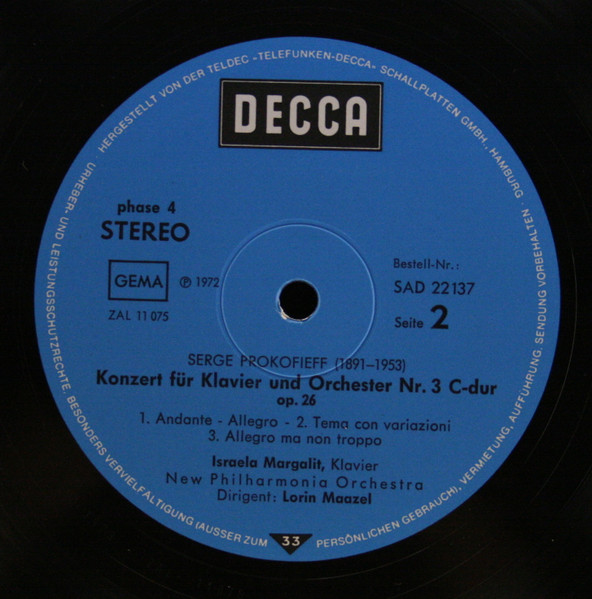 HERGESTELLT VON DER TELDEC »TELEFUNKEN-DECCA« SCHALLPLATTEN GMBH., HAMBURG
DECCA
phase 4
STEREO
GEMA
℗ 1972
ZAL 11 075
Bestell-Nr.:
SAD 22137
Seite 2
SERGE PROKOFIEFF (1891–1953)
Konzert für Klavier und Orchester Nr. 3 C-dur
op. 26
1. Andante - Allegro - 2. Tema con variazioni
3. Allegro ma non troppo
Israela Margalit, Klavier
New Philharmonia Orchestra
Dirigent: Lorin Maazel
33
URHEBER- UND LEISTUNGSSCHUTZRECHTE, BESONDERS VERVIELFÄLTIGUNG (AUSSER ZUM PERSÖNLICHEN GEBRAUCH), VERMIETUNG, AUFFÜHRUNG, SENDUNG VORBEHALTEN